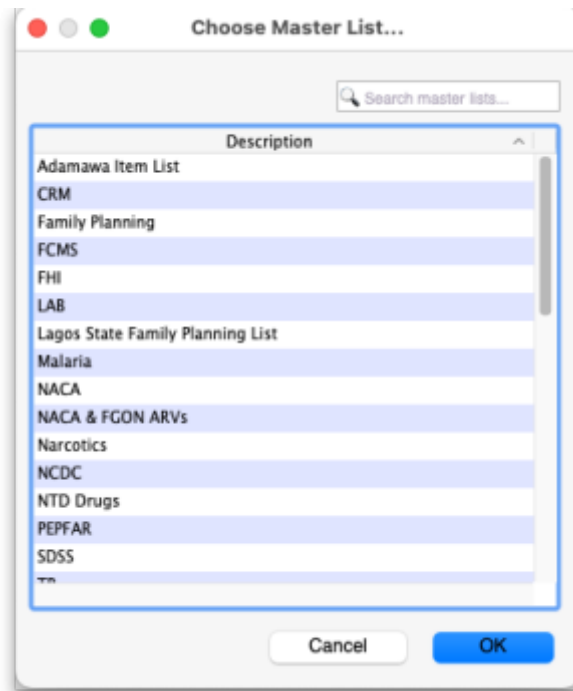 Choose Master List...
Search master lists...
Description
Adamawa Item List
CRM
Family Planning
FCMS
FHI
LAB
Lagos State Family Planning List
Malaria
NACA
NACA & FGON ARVs
Narcotics
NCDC
NTD Drugs
PEPFAR
SDSS
Cancel
OK